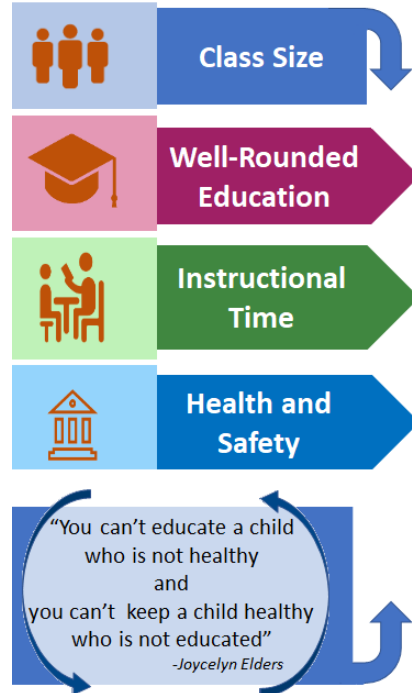 Class Size
Well-Rounded
Education
Instructional
Time
Health and
Safety
“You can’t educate a child
who is not healthy
and
you can’t keep a child healthy
who is not educated”
-Joycelyn Elders